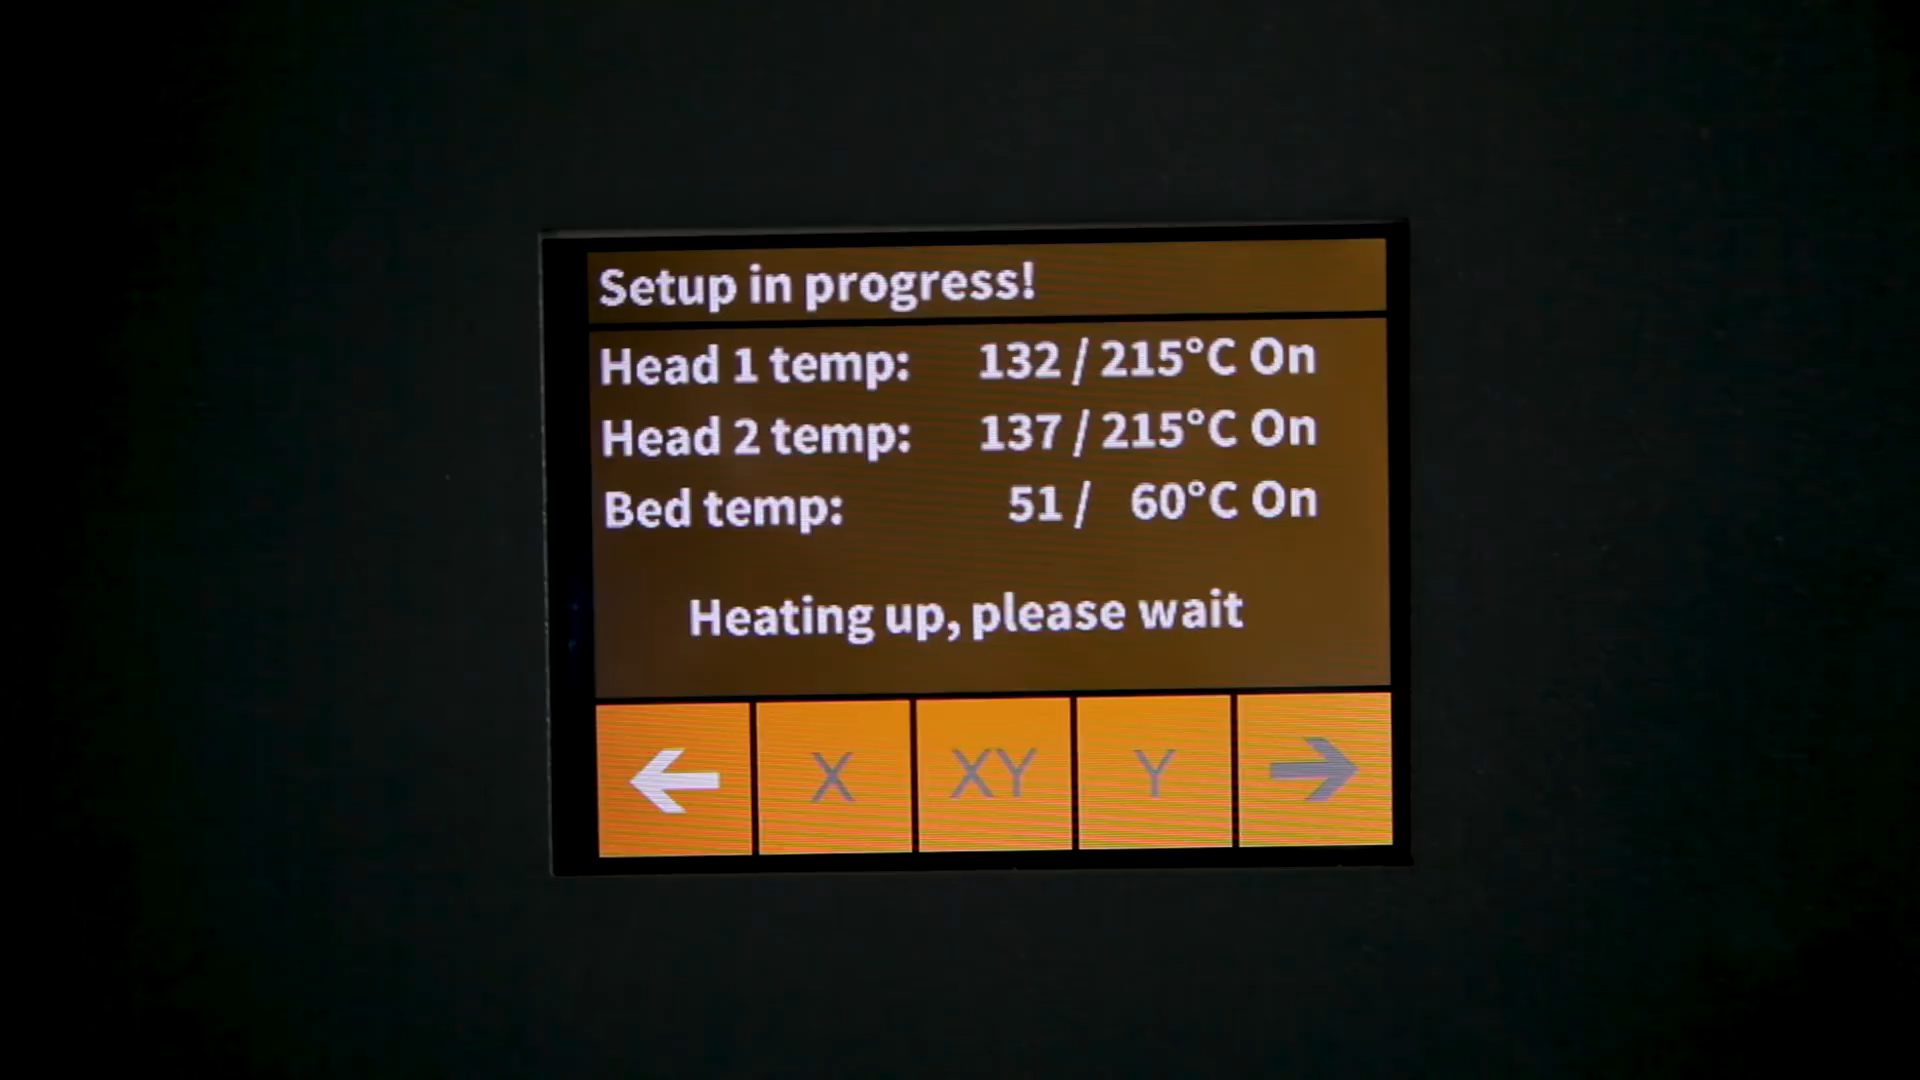 Setup in progress!
Head 1 temp: 132 / 215°C On
Head 2 temp: 137 / 215°C On
Bed temp: 51 / 60°C On
Heating up, please wait
X XY Y